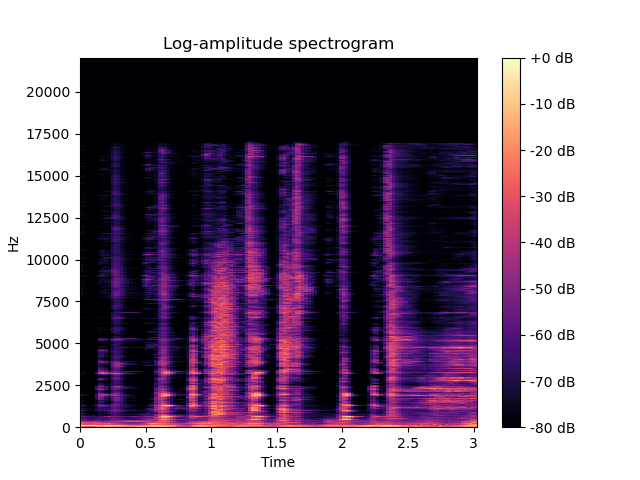 Log-amplitude spectrogram
Hz
20000
17500
15000
12500
10000
7500
5000
2500
0
0 0.5 1 1.5 2 2.5 3
Time
+0 dB
-10 dB
-20 dB
-30 dB
-40 dB
-50 dB
-60 dB
-70 dB
-80 dB